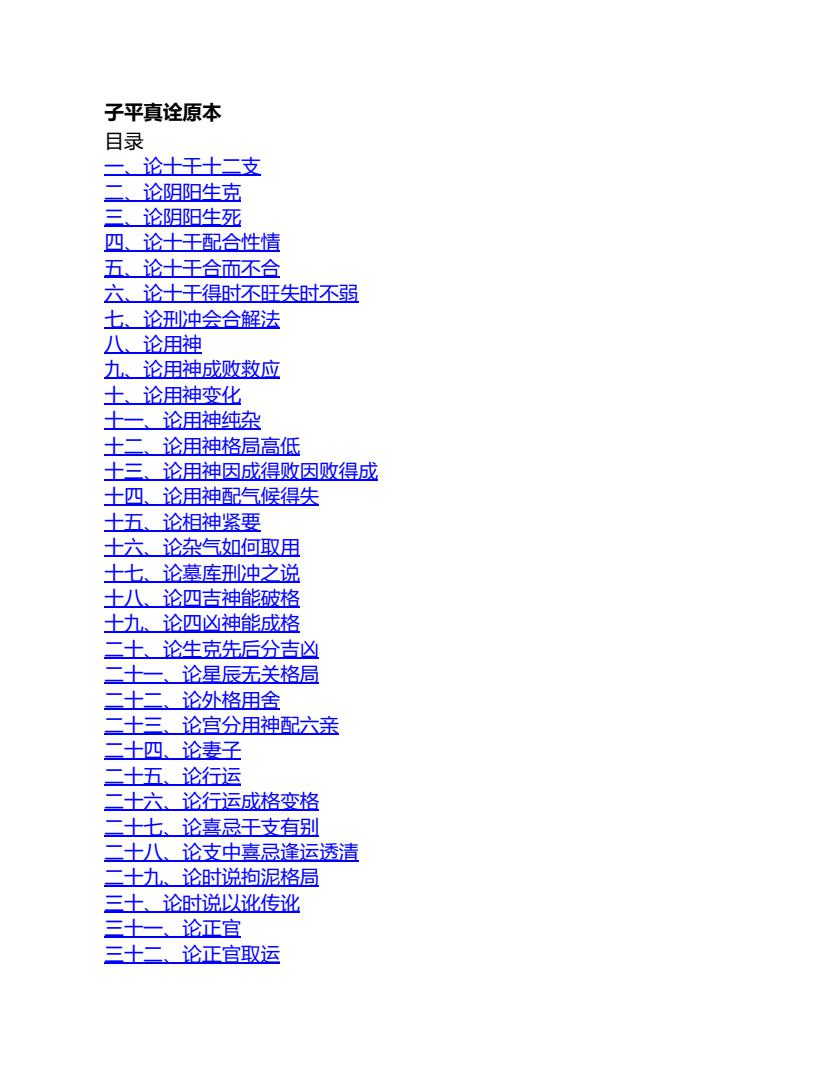 子平真诠原本
目录
一、论十干十二支
二、论阴阳生克
三、论阴阳生死
四、论十干配合性情
五、论十干合而不合
六、论十干得时不旺失时不弱
七、论刑冲会合解法
八、论用神
九、论用神成败救应
十、论用神变化
十一、论用神纯杂
十二、论用神格局高低
十三、论用神因成得败因败得成
十四、论用神配气候得失
十五、论相神紧要
十六、论杂气如何取用
十七、论墓库刑冲之说
十八、论四吉神能破格
十九、论四凶神能成格
二十、论生克先后分吉凶
二十一、论星辰无关格局
二十二、论外格用舍
二十三、论宫分用神配六亲
二十四、论妻子
二十五、论行运
二十六、论行运成格变格
二十七、论喜忌干支有别
二十八、论支中喜忌逢运透清
二十九、论时说拘泥格局
三十、论时说以讹传讹
三十一、论正官
三十二、论正官取运